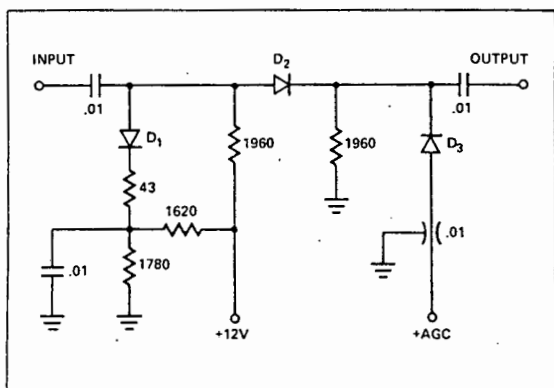 INPUT
D2
OUTPUT
.01
.01
D1
1960
1960
D3
43
1620
.01
.01
1780
+12V
+AGC